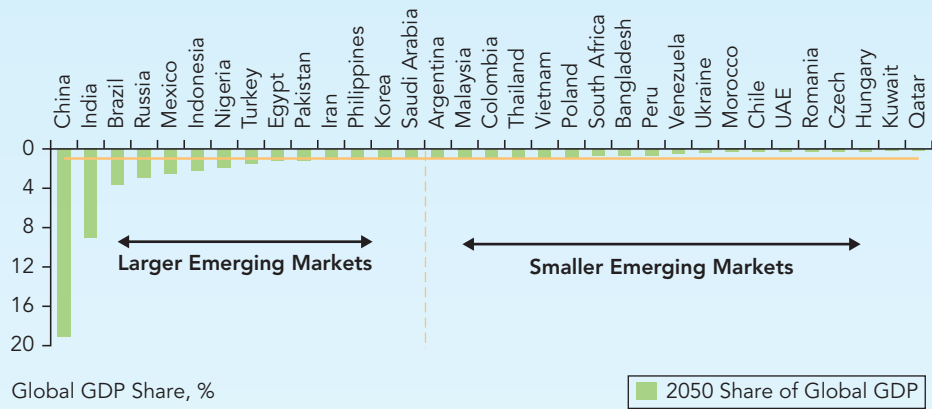 China
India
Brazil
Russia
Mexico
Indonesia
Nigeria
Turkey
Egypt
Pakistan
Iran
Philippines
Korea
Saudi Arabia
Argentina
Malaysia
Colombia
Thailand
Vietnam
Poland
South Africa
Bangladesh
Peru
Venezuela
Ukraine
Morocco
Chile
UAE
Romania
Czech
Hungary
Kuwait
Qatar
0
4
8
12
16
20
Larger Emerging Markets
Smaller Emerging Markets
Global GDP Share, %
2050 Share of Global GDP